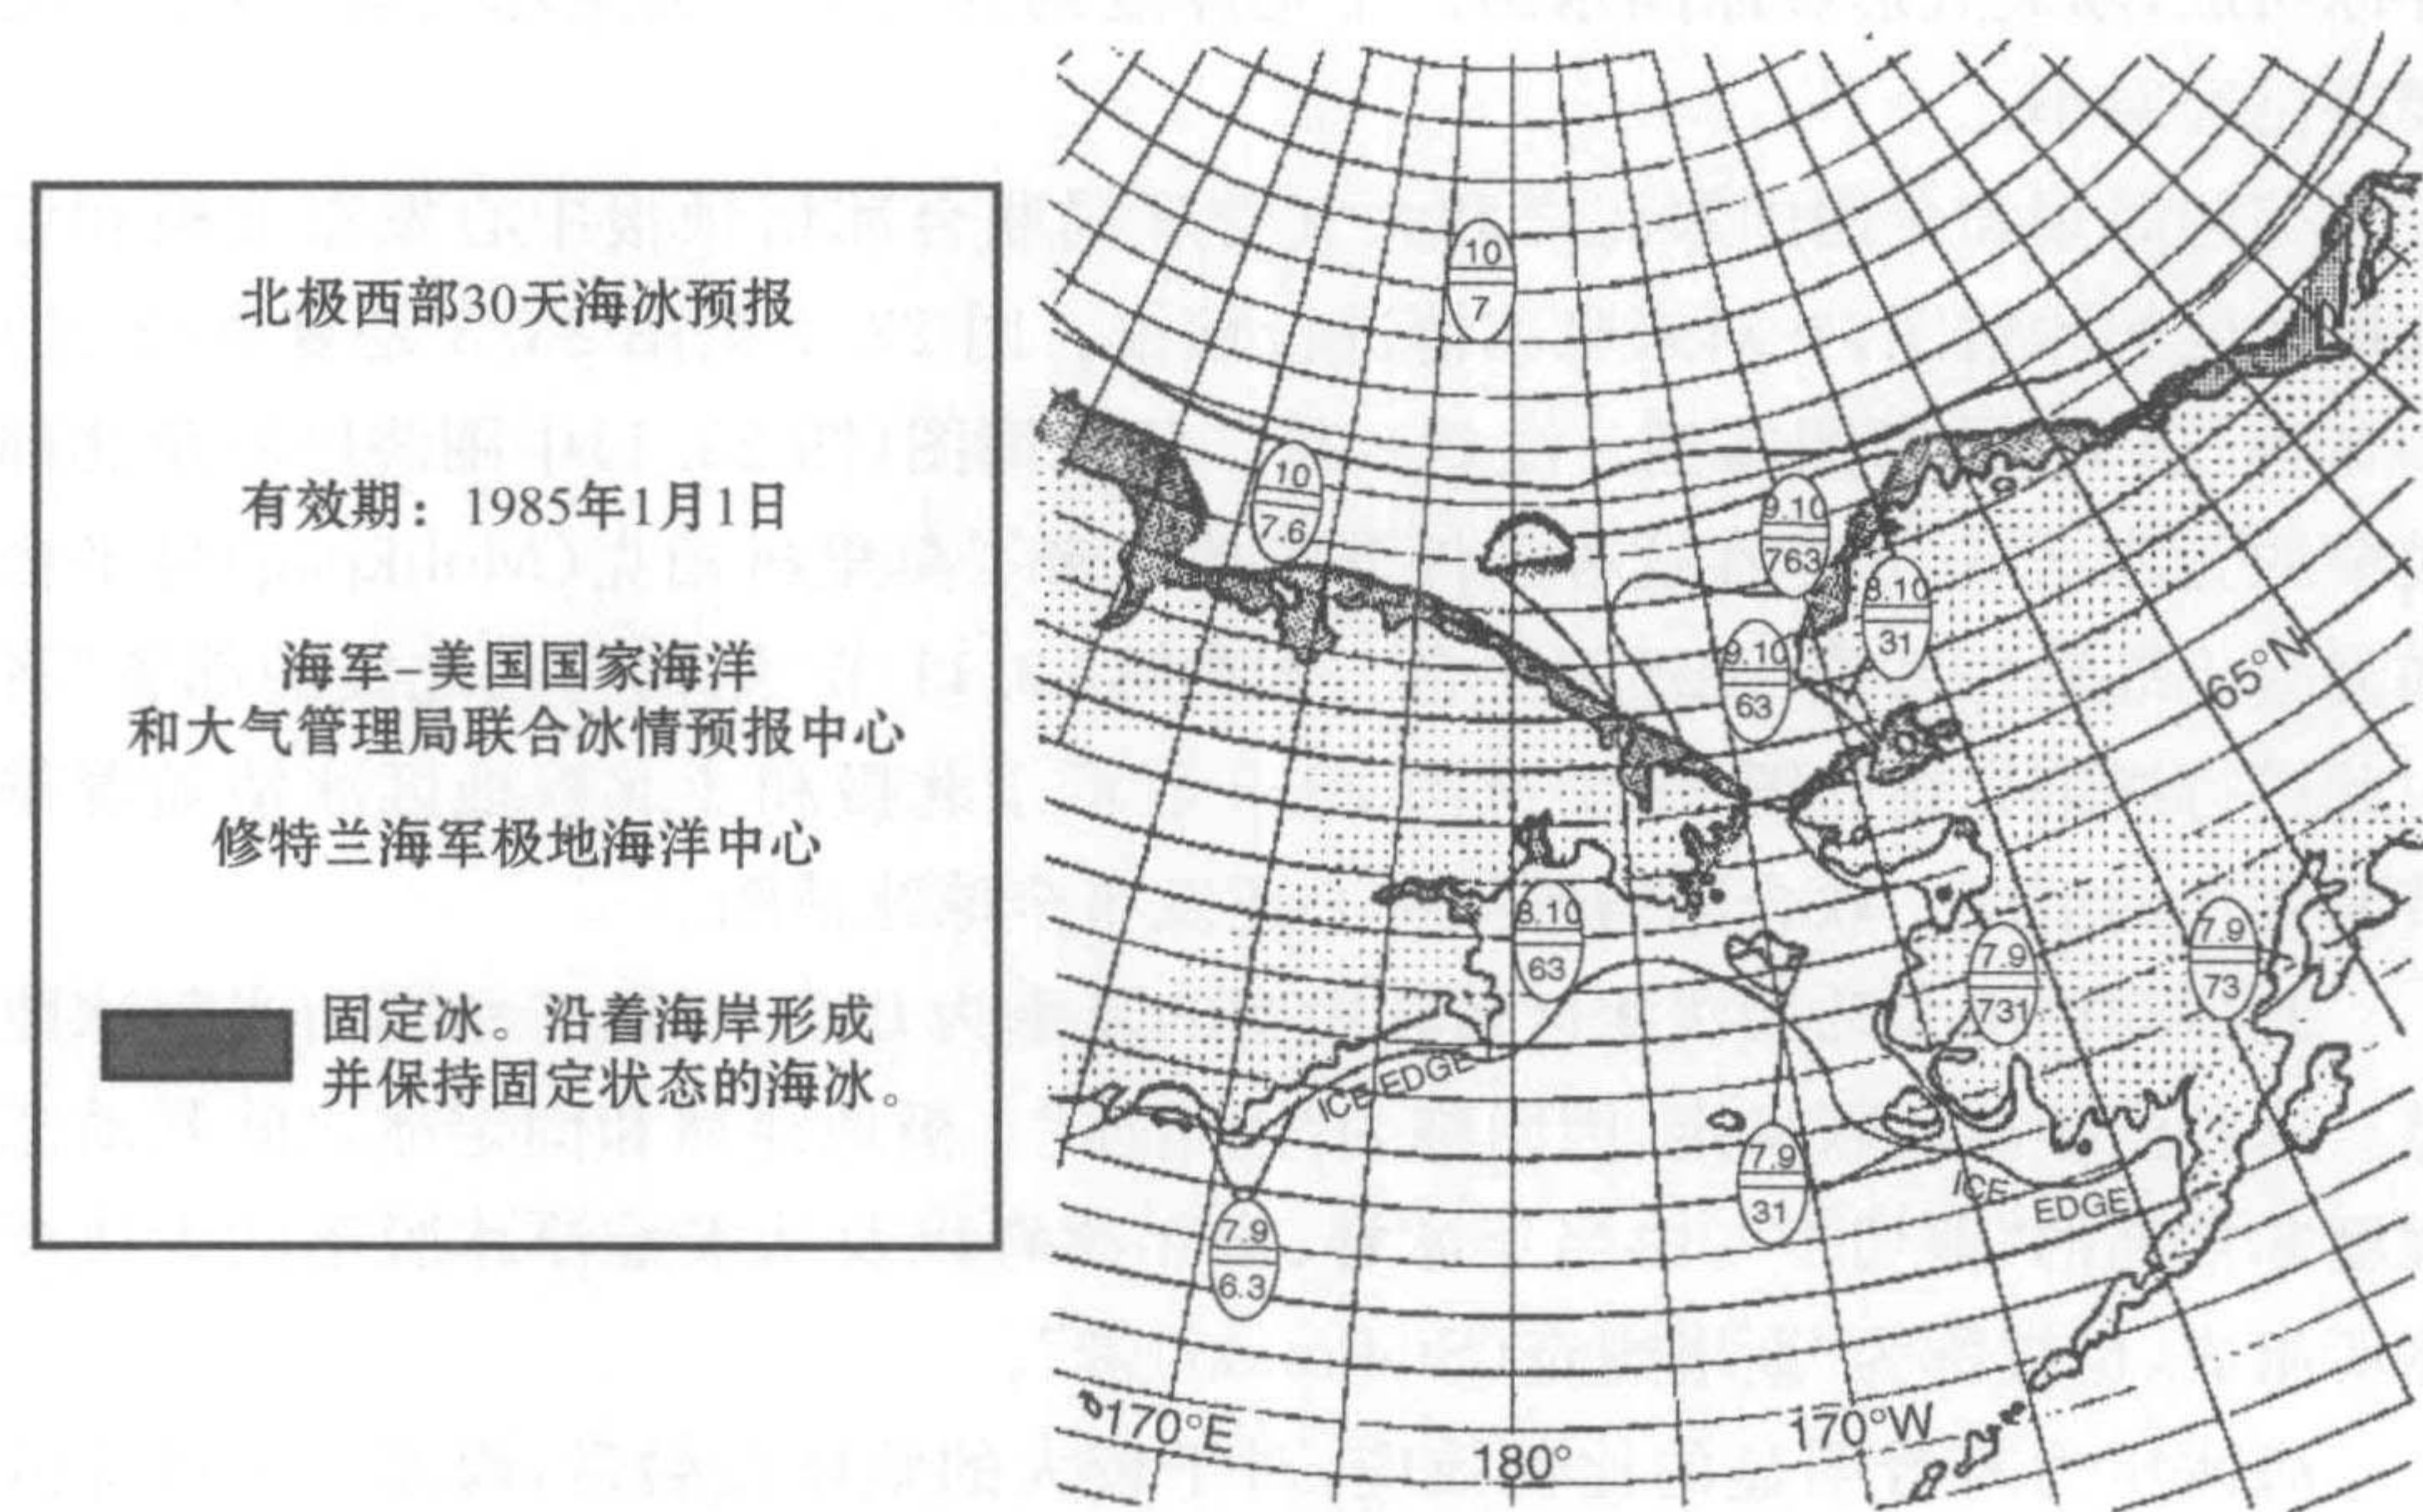 北极西部30天海冰预报
有效期：1985年1月1日
海军–美国国家海洋
和大气管理局联合冰情预报中心
修特兰海军极地海洋中心
固定冰。沿着海岸形成
并保持固定状态的海冰。
10
7
10
7.6
9.10
763
8.10
31
9.10
63
65°N
8.10
63
7.9
731
7.9
73
ICE EDGE
7.9
31
ICE EDGE
7.9
6.3
170°E
180°
170°W